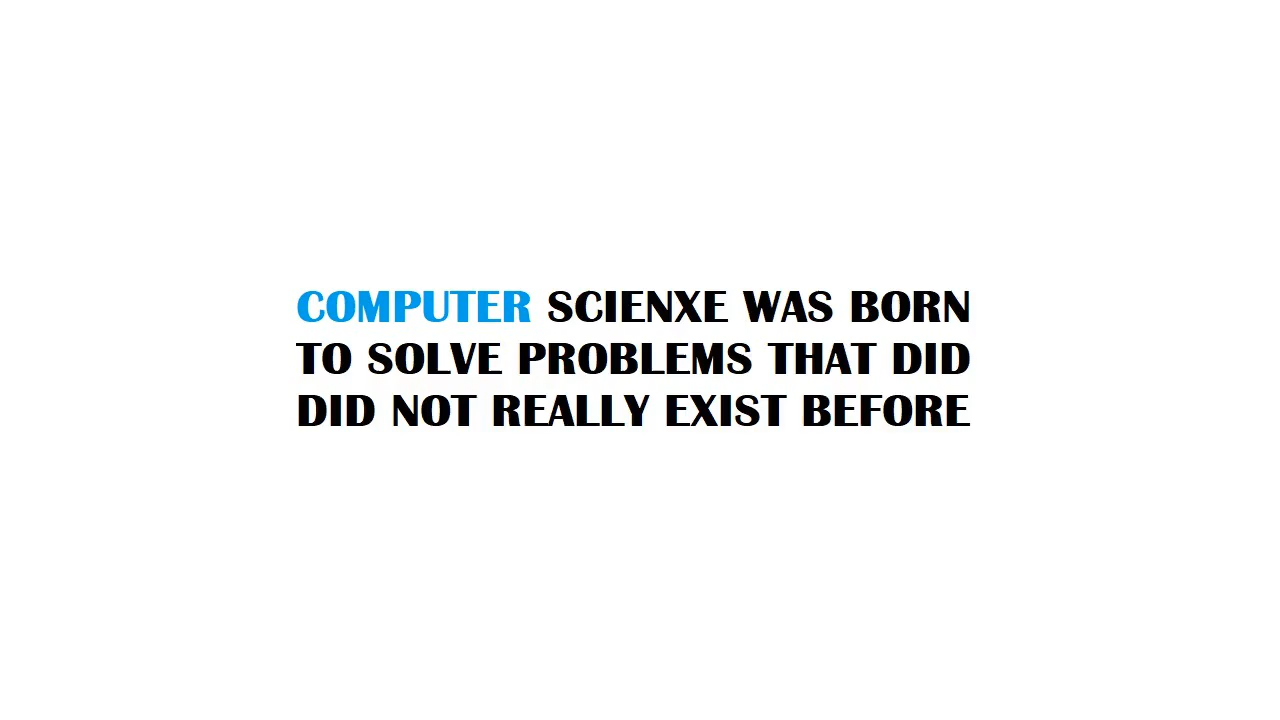 COMPUTER SCIENXE WAS BORN
TO SOLVE PROBLEMS THAT DID
DID NOT REALLY EXIST BEFORE